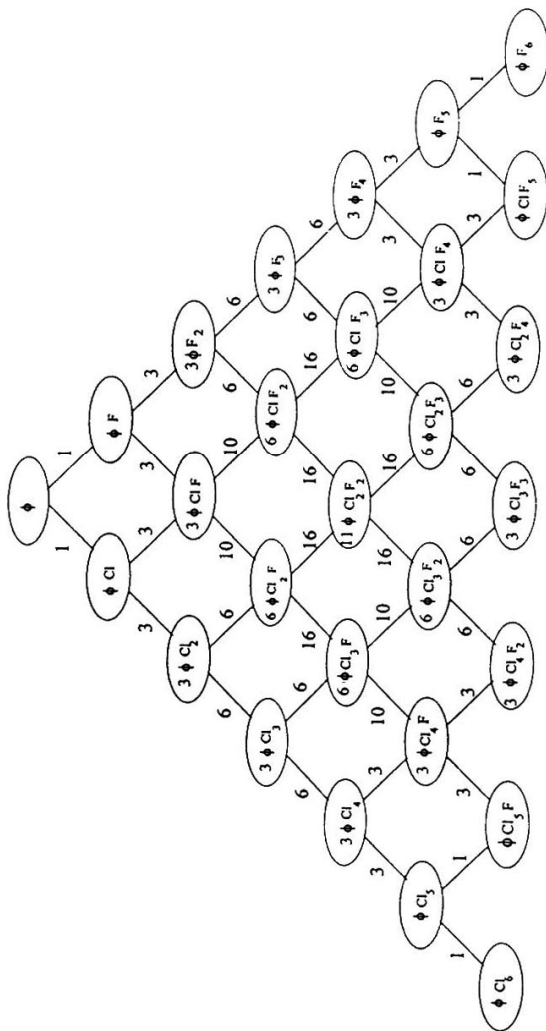 ϕ
1 1
ϕ Cl ϕ F
3 3 3 3
3 ϕ Cl₂ 3 ϕ Cl F 3 ϕ F₂
6 6 10 10 6 6
3 ϕ Cl₃ 6 ϕ Cl₂ F 6 ϕ Cl F₂ 3 ϕ F₃
6 6 16 16 16 16 6 6
3 ϕ Cl₄ 6 ϕ Cl₃ F 11 ϕ Cl₂ F₂ 6 ϕ Cl F₃ 3 ϕ F₄
3 3 10 10 16 16 10 10 3 3
ϕ Cl₅ 3 ϕ Cl₄ F 6 ϕ Cl₃ F₂ 6 ϕ Cl₂ F₃ 3 ϕ Cl F₄ ϕ F₅
1 1 3 3 6 6 6 6 3 3 1 1
ϕ Cl₆ ϕ Cl₅ F 3 ϕ Cl₄ F₂ 3 ϕ Cl₃ F₃ 3 ϕ Cl₂ F₄ ϕ Cl F₅ ϕ F₆